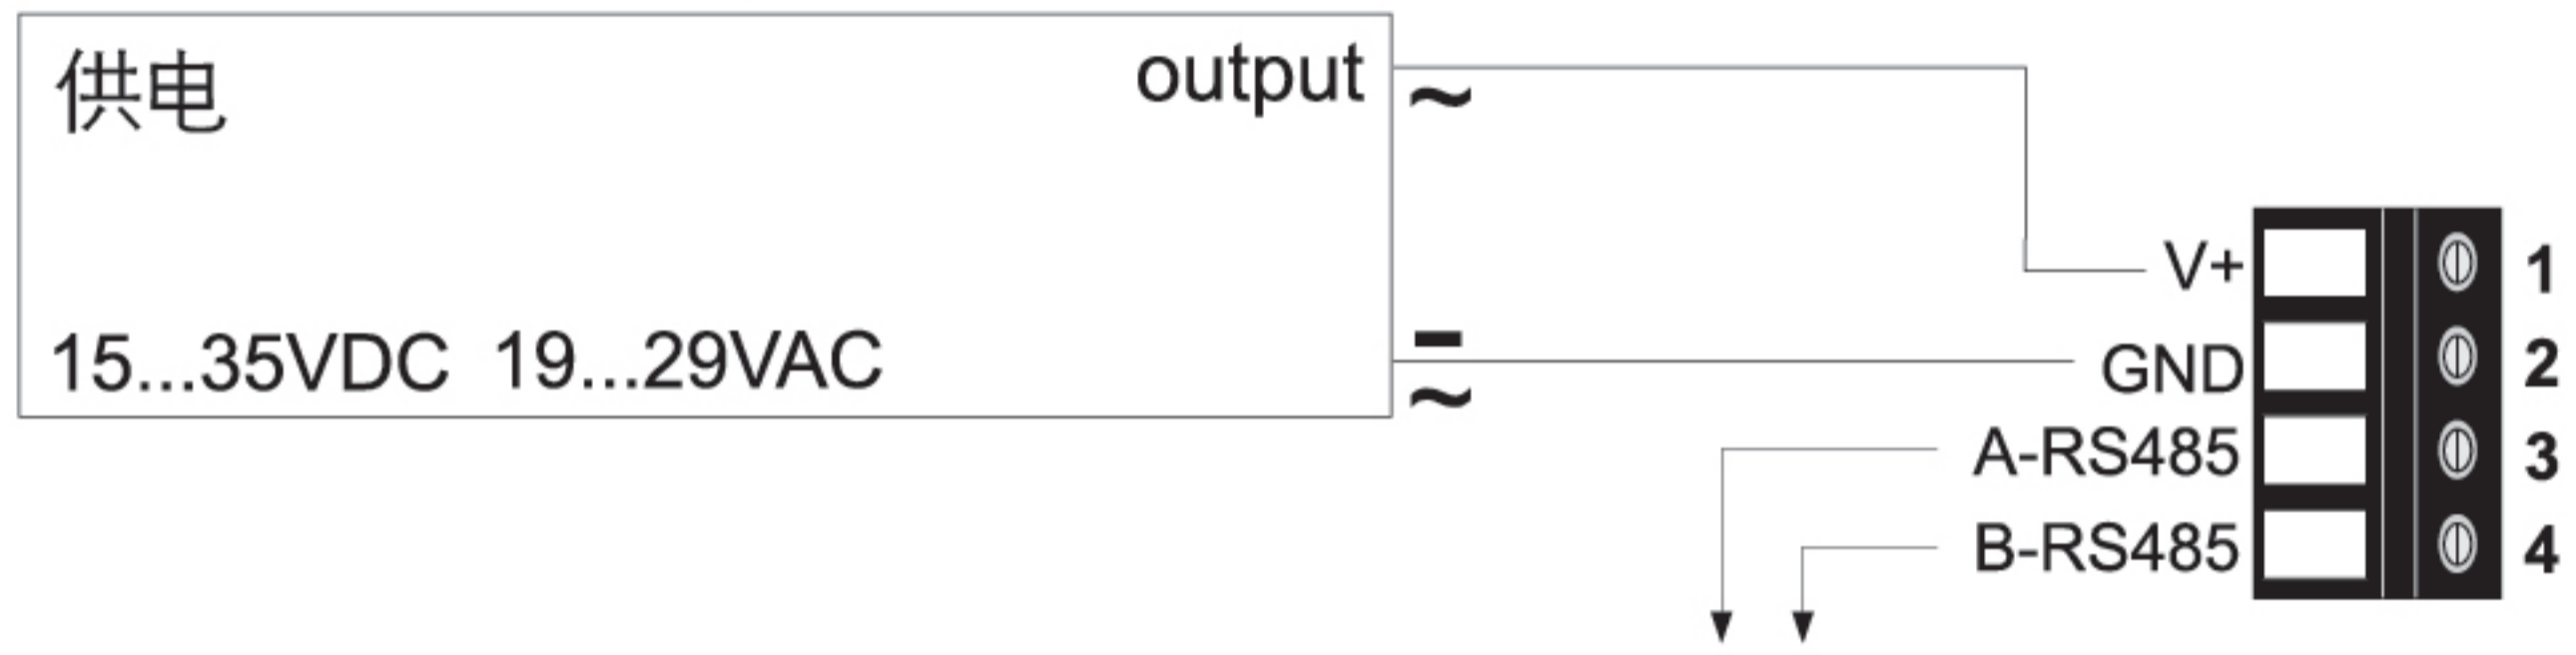 供电
output
~
15...35VDC 19...29VAC
-
~
V+
1
GND
2
A-RS485
3
B-RS485
4